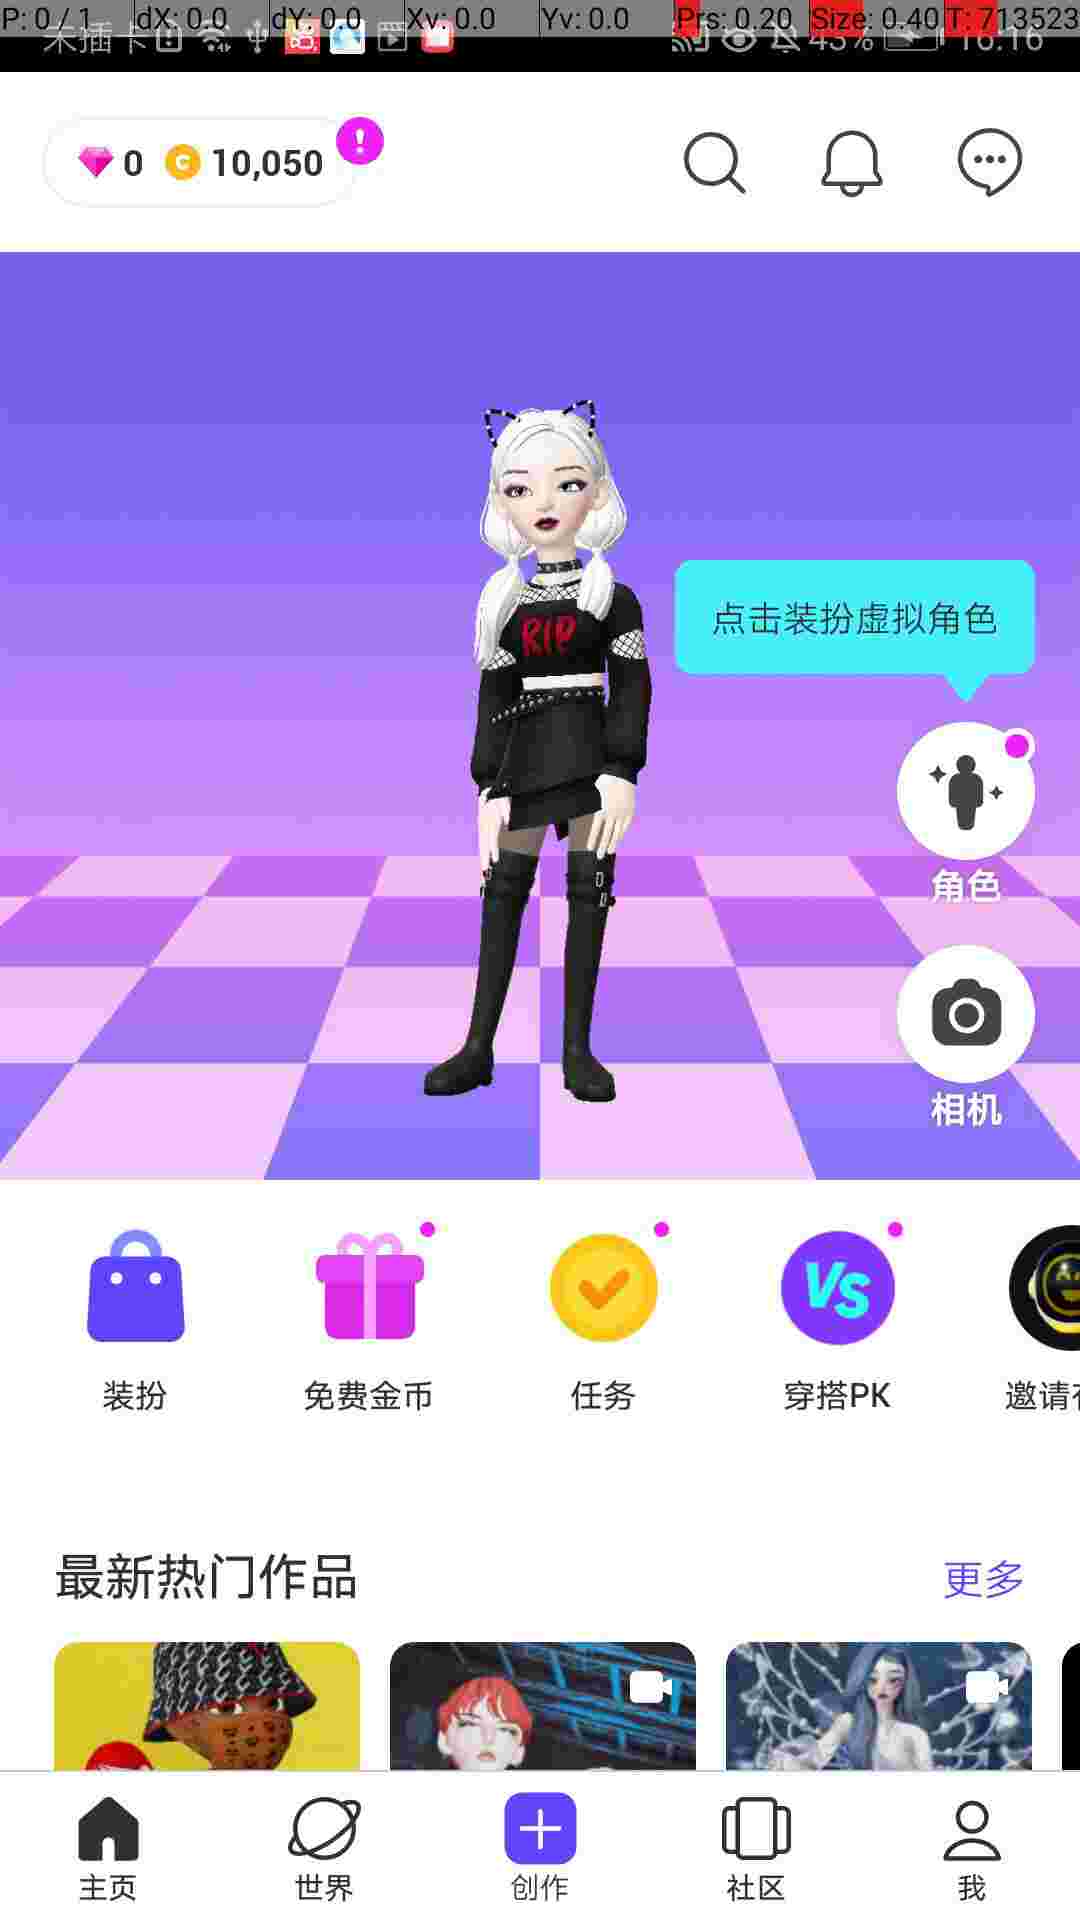 P: 0 / 1 dX: 0.0 dY: 0.0 Xv: 0.0 Yv: 0.0 Prs: 0.20 Size: 0.40 T: 713523
未插卡 43% 16:16
0 C 10,050
点击装扮虚拟角色
RIP
角色
相机
VS
装扮 免费金币 任务 穿搭PK 邀请
最新热门作品 更多
主页 世界 创作 社区 我